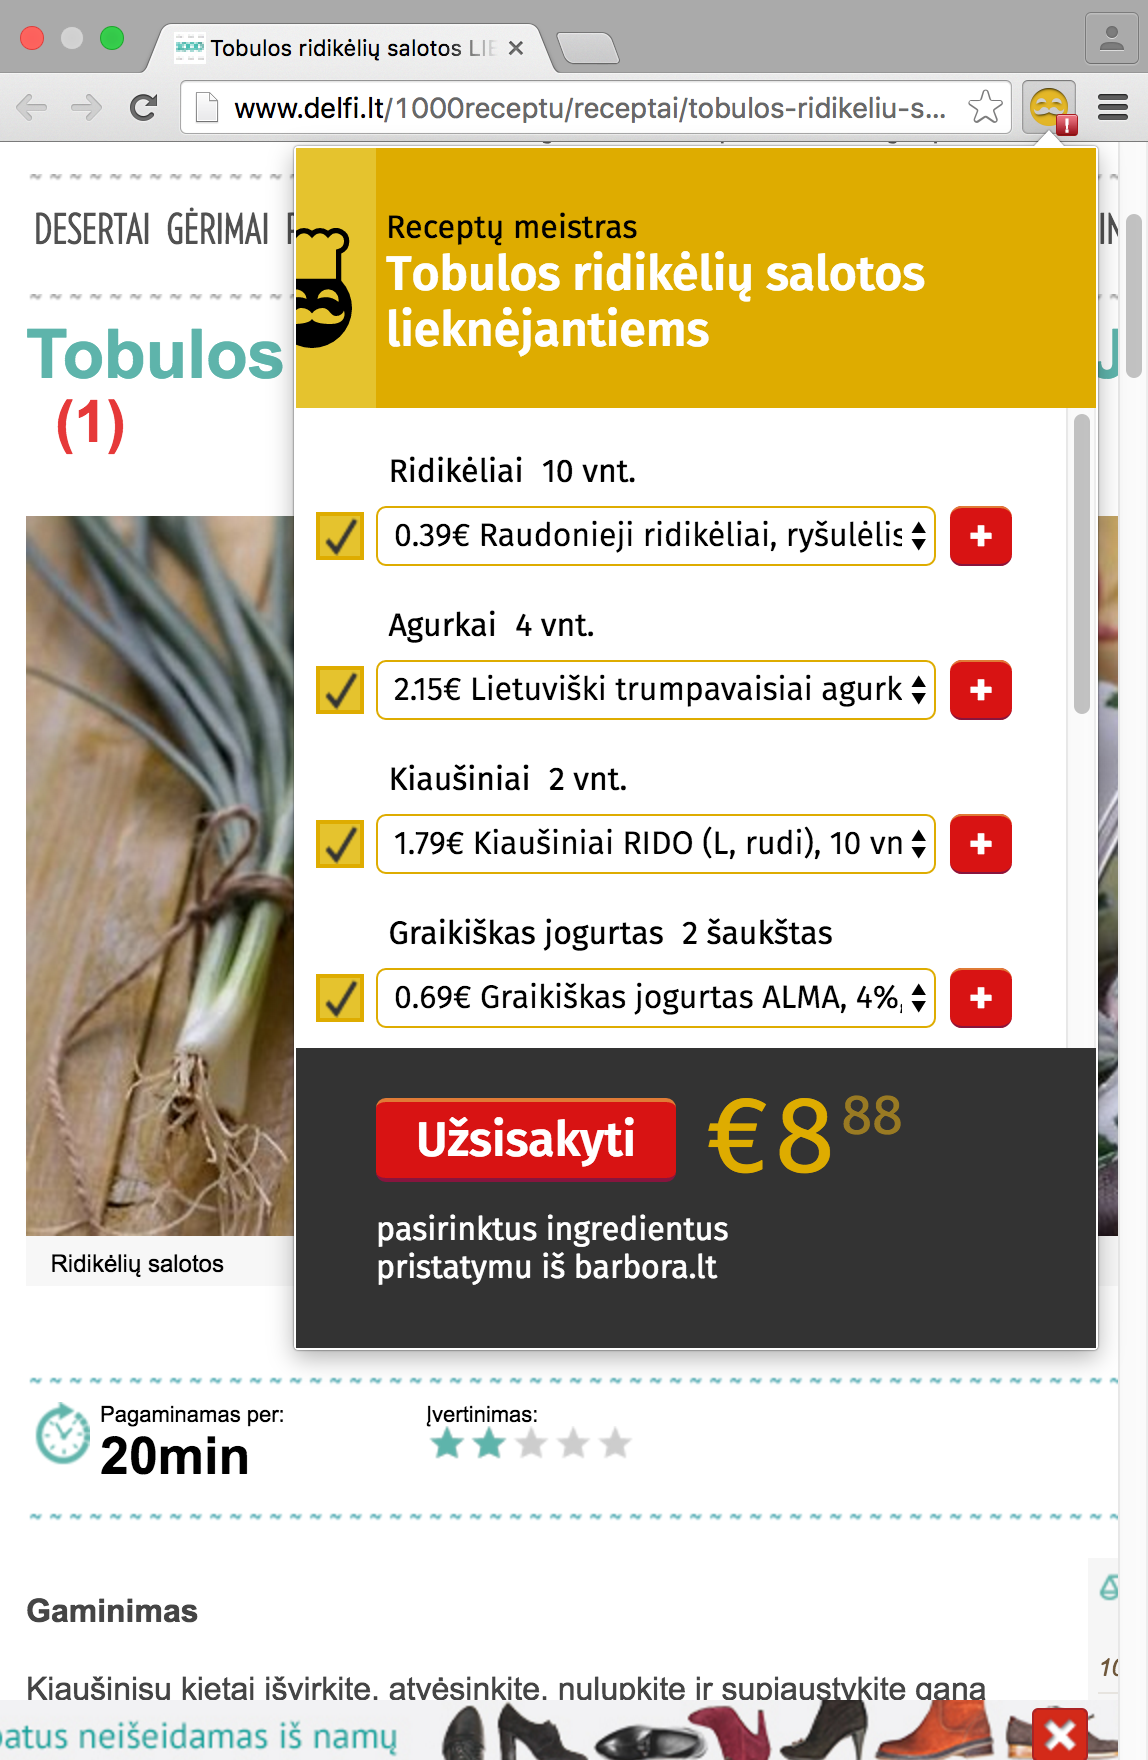 Tobulos ridikėlių salotos LIE
www.delfi.lt/1000receptu/receptai/tobulos-ridikeliu-s...
DESERTAI GĖRIMAI
Receptų meistras
Tobulos ridikėlių salotos
lieknėjantiems
Tobulos
(1)
Ridikėliai 10 vnt.
0.39€ Raudonieji ridikėliai, ryšulėlis
Agurkai 4 vnt.
2.15€ Lietuviški trumpavaisiai agurk
Kiaušiniai 2 vnt.
1.79€ Kiaušiniai RIDO (L, rudi), 10 vn
Graikiškas jogurtas 2 šaukštas
0.69€ Graikiškas jogurtas ALMA, 4%,
Užsisakyti €8 88
pasirinktus ingredientus
pristatymu iš barbora.lt
Ridikėlių salotos
Pagaminamas per:
20min
Įvertinimas:
Gaminimas
Kiaušinisu kietai išvirkite, atvėsinkite, nulupkite ir supjaustykite gana
patus neišeidamas iš namų